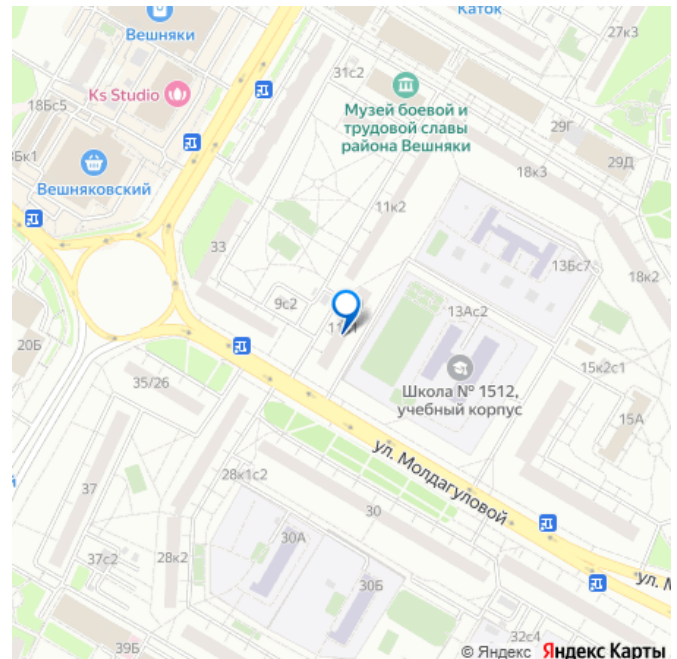 Вешняки
Каток
27к3
31с2
Ks Studio
Музей боевой и
трудовой славы
района Вешняки
18Бс5
29Г
29Д
Вешняковский
18к3
11к2
33
13Бс7
18к2
9с2
13Ас2
20Б
35/26
Школа № 1512,
учебный корпус
15к2с1
15А
ул. Молдагуловой
28к1с2
37
30
30А
37с2
28к2
30Б
ул. М
39Б
32с4
© Яндекс Яндекс Карты